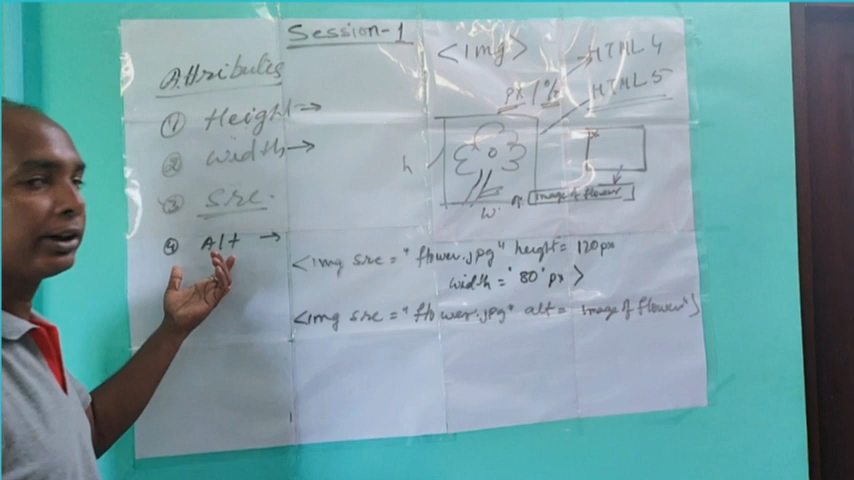 Session-1
Attributes
① Height →
② width →
③ src.
④ Alt →
<img>
HTML 4
px / %
HTML 5
h
w
image of flower
<img src = "flower.jpg" height = 120px
width = "80" px >
<img src = "flower.jpg" alt = image of flower">